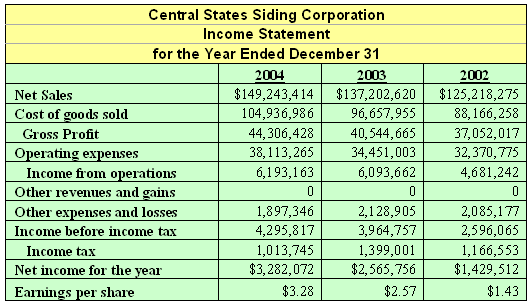 Central States Siding Corporation
Income Statement
for the Year Ended December 31
2004 2003 2002
Net Sales $149,243,414 $137,202,620 $125,218,275
Cost of goods sold 104,936,986 96,657,955 88,166,258
Gross Profit 44,306,428 40,544,665 37,052,017
Operating expenses 38,113,265 34,451,003 32,370,775
Income from operations 6,193,163 6,093,662 4,681,242
Other revenues and gains 0 0 0
Other expenses and losses 1,897,346 2,128,905 2,085,177
Income before income tax 4,295,817 3,964,757 2,596,065
Income tax 1,013,745 1,399,001 1,166,553
Net income for the year $3,282,072 $2,565,756 $1,429,512
Earnings per share $3.28 $2.57 $1.43